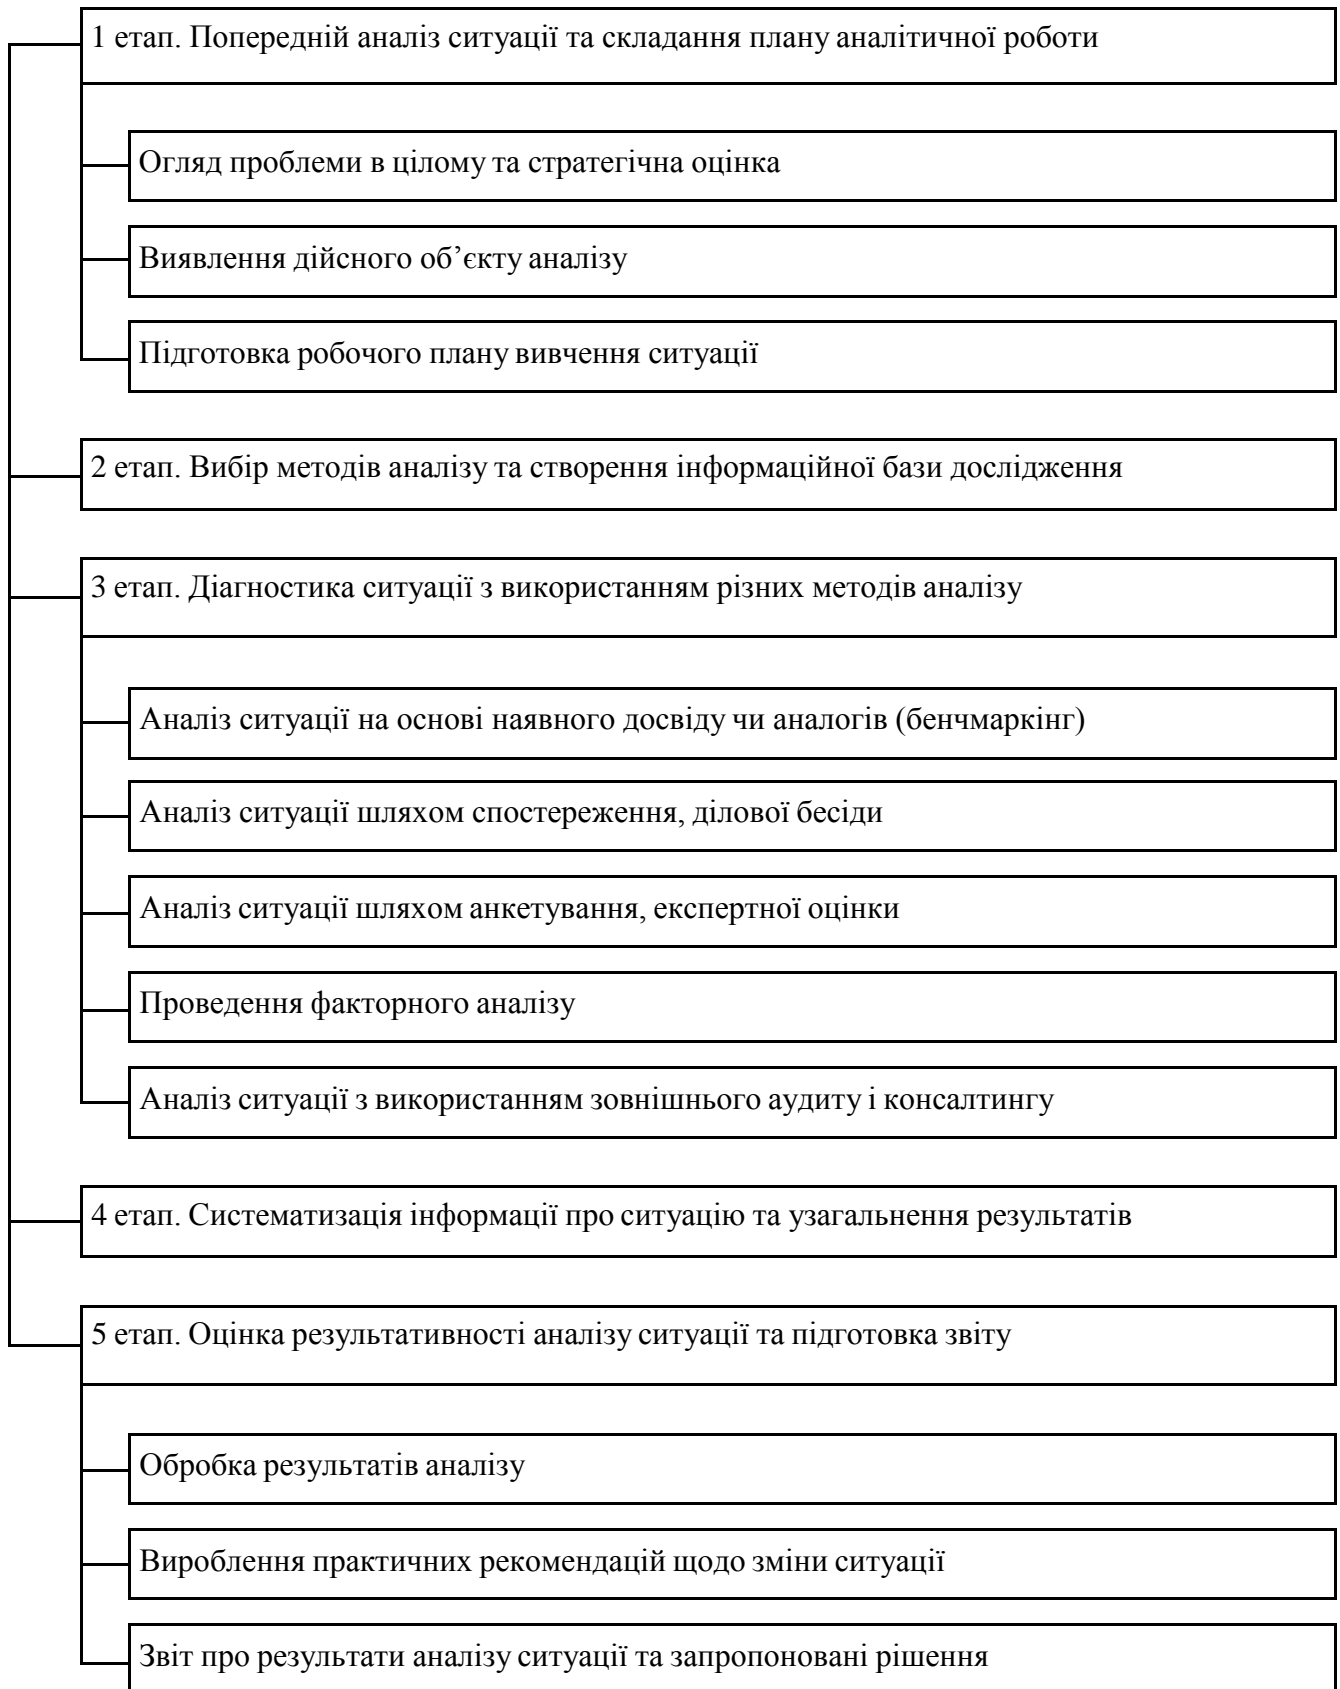 1 етап. Попередній аналіз ситуації та складання плану аналітичної роботи
Огляд проблеми в цілому та стратегічна оцінка
Виявлення дійсного об’єкту аналізу
Підготовка робочого плану вивчення ситуації
2 етап. Вибір методів аналізу та створення інформаційної бази дослідження
3 етап. Діагностика ситуації з використанням різних методів аналізу
Аналіз ситуації на основі наявного досвіду чи аналогів (бенчмаркінг)
Аналіз ситуації шляхом спостереження, ділової бесіди
Аналіз ситуації шляхом анкетування, експертної оцінки
Проведення факторного аналізу
Аналіз ситуації з використанням зовнішнього аудиту і консалтингу
4 етап. Систематизація інформації про ситуацію та узагальнення результатів
5 етап. Оцінка результативності аналізу ситуації та підготовка звіту
Обробка результатів аналізу
Вироблення практичних рекомендацій щодо зміни ситуації
Звіт про результати аналізу ситуації та запропоновані рішення